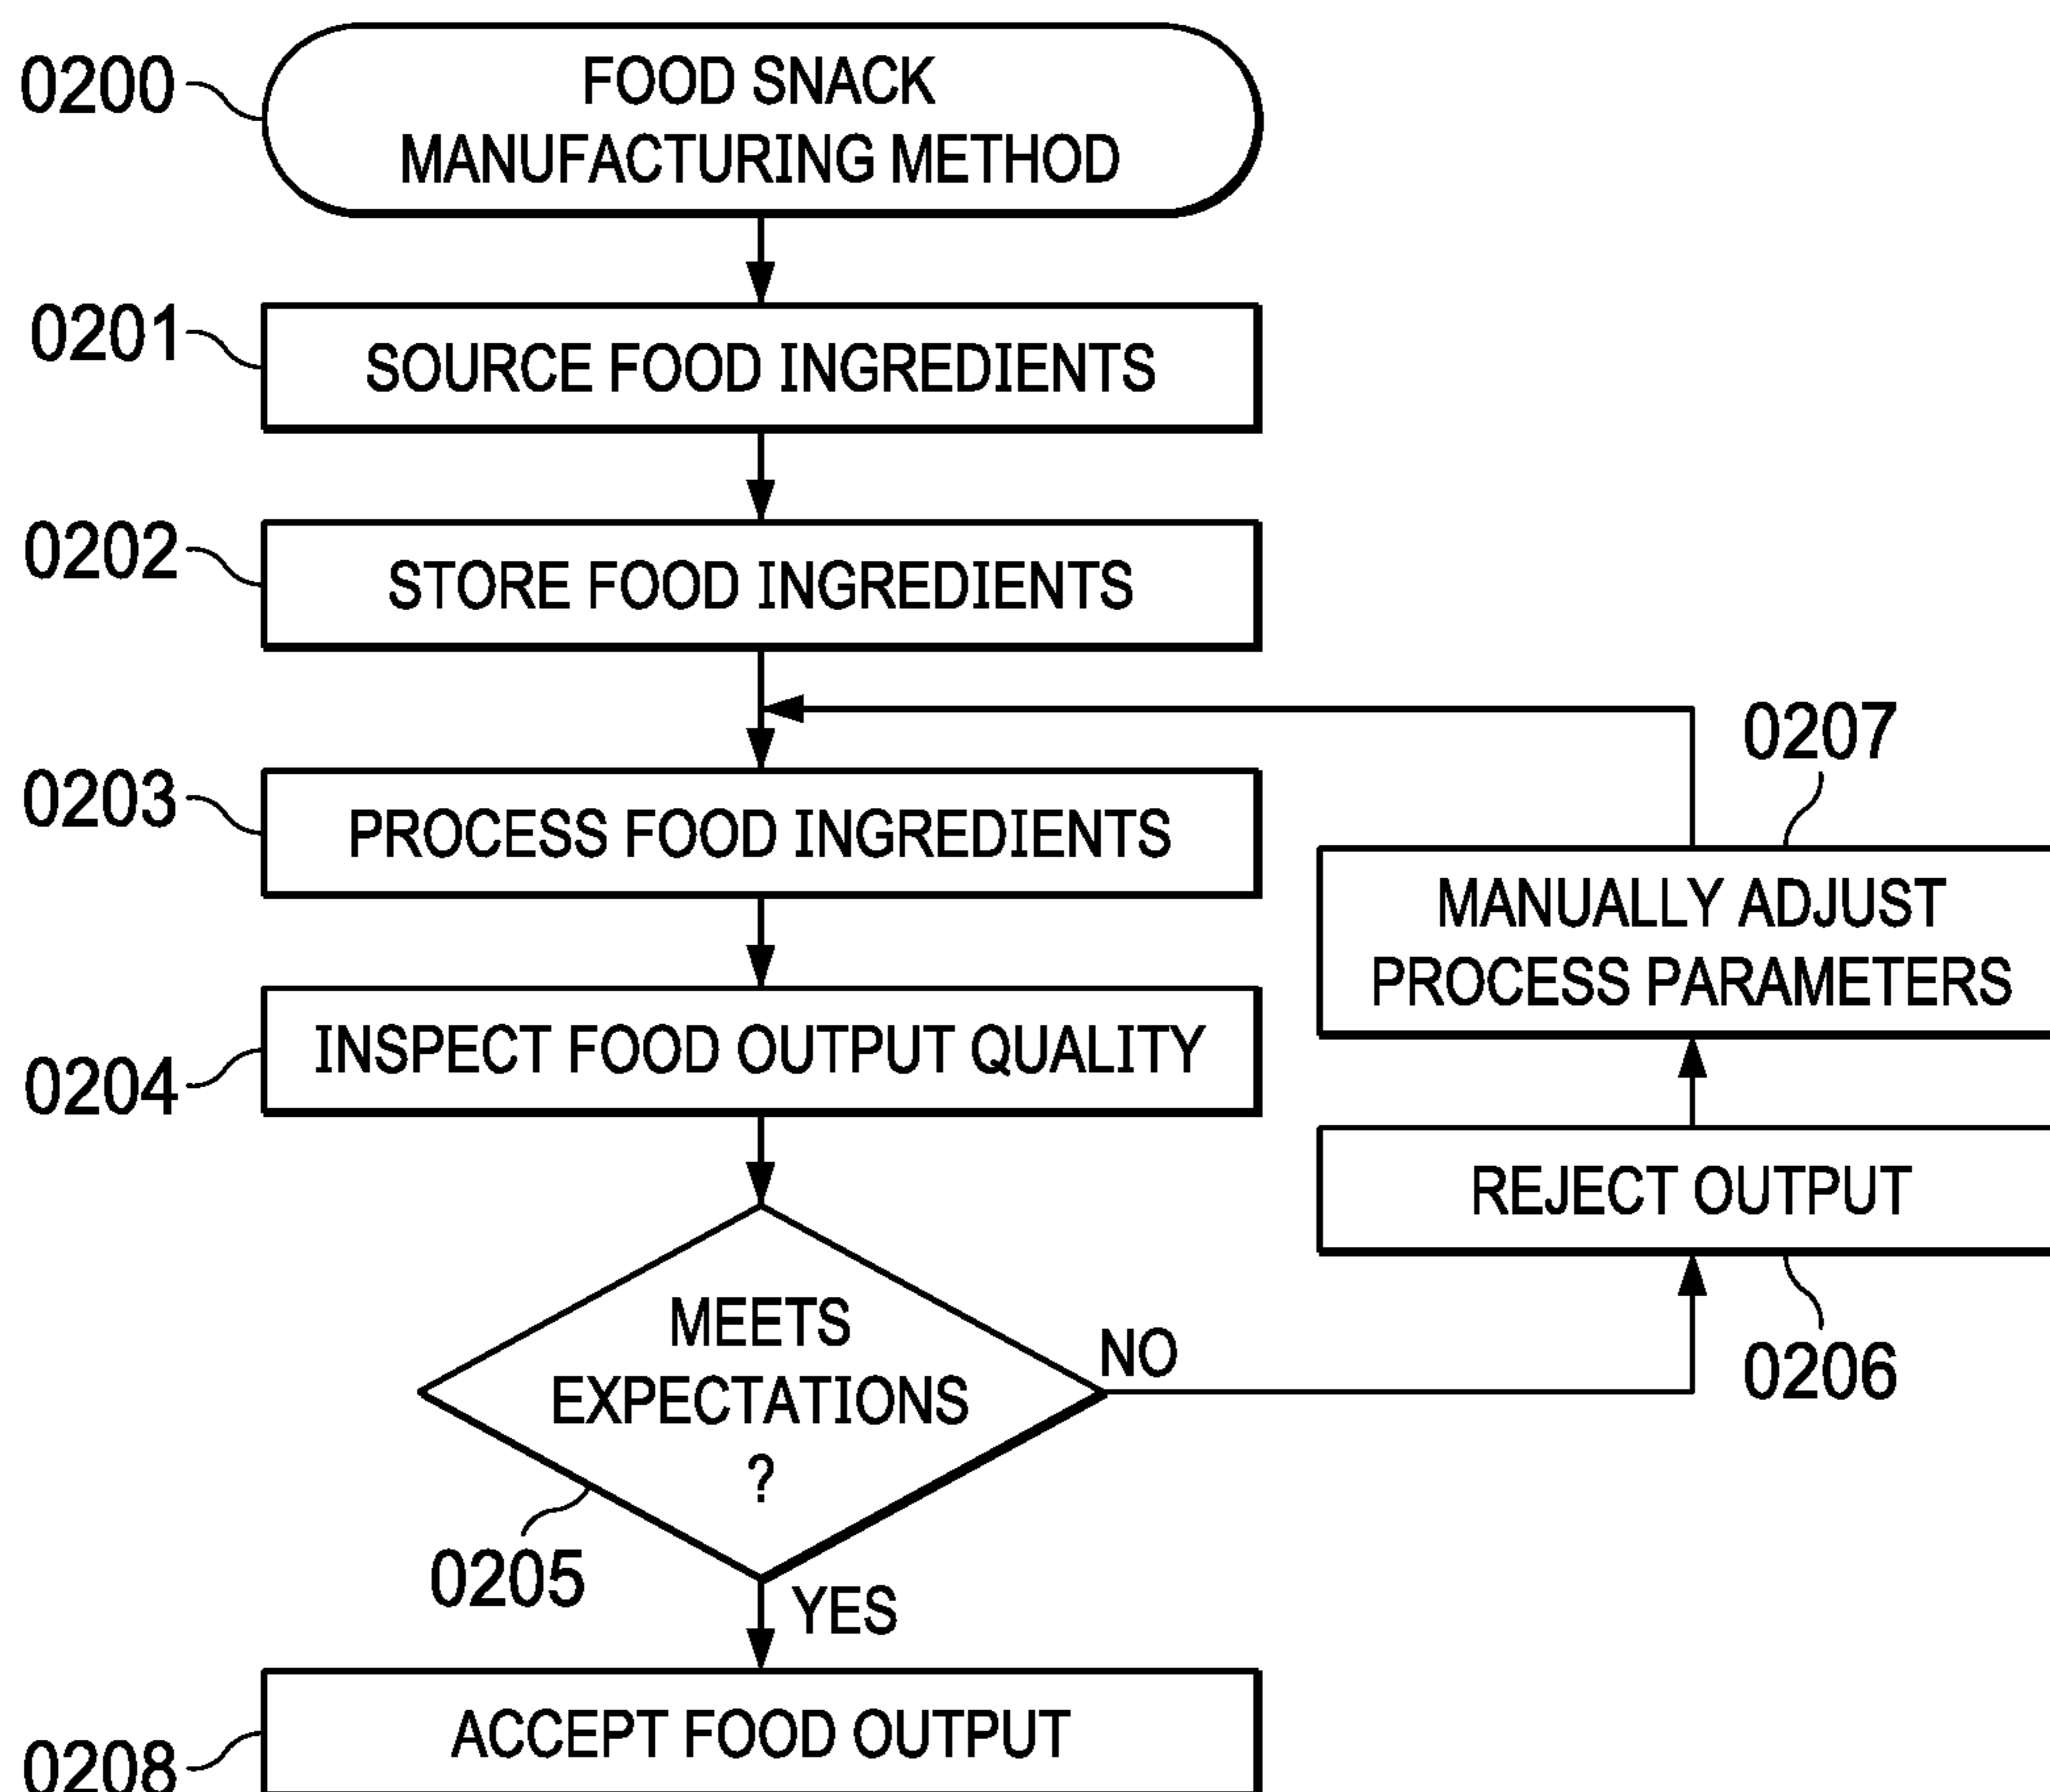 0200
FOOD SNACK
MANUFACTURING METHOD
0201
SOURCE FOOD INGREDIENTS
0202
STORE FOOD INGREDIENTS
0203
PROCESS FOOD INGREDIENTS
0207
MANUALLY ADJUST
PROCESS PARAMETERS
0204
INSPECT FOOD OUTPUT QUALITY
REJECT OUTPUT
0206
MEETS
EXPECTATIONS
?
NO
0205
YES
0208
ACCEPT FOOD OUTPUT